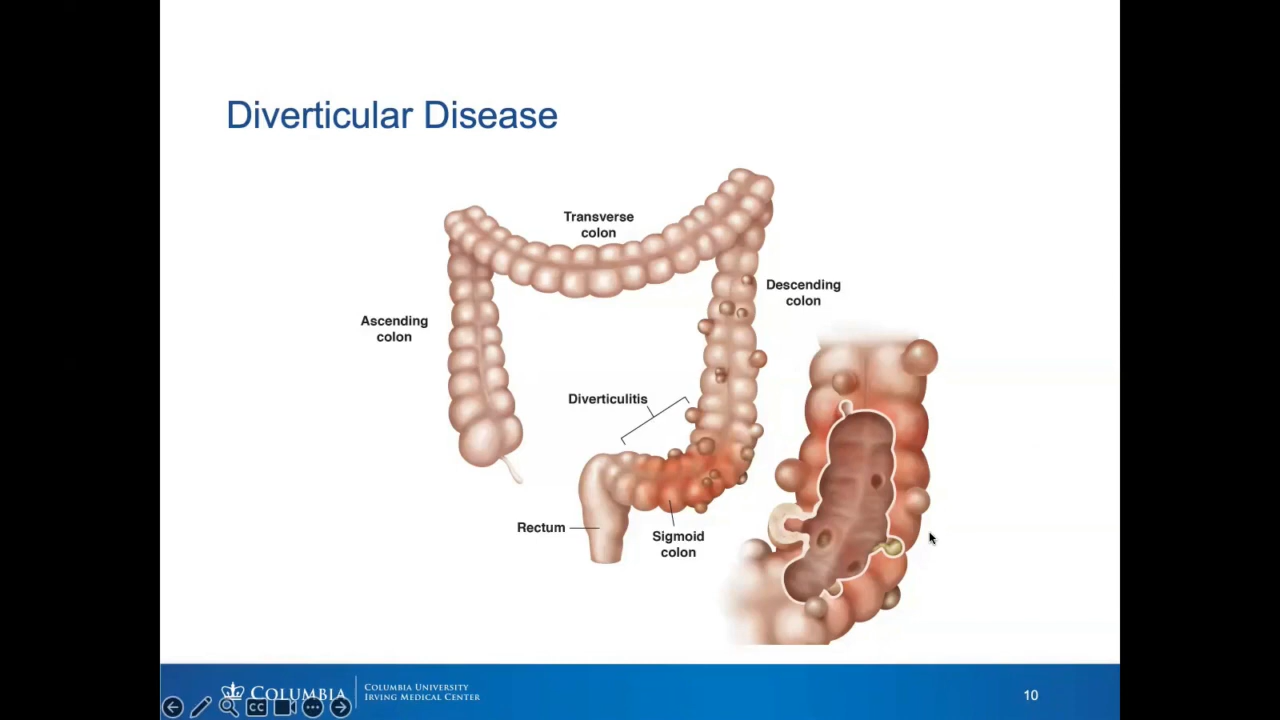 Diverticular Disease
Transverse
colon
Descending
colon
Ascending
colon
Diverticulitis
Rectum
Sigmoid
colon
COLUMBIA
COLUMBIA UNIVERSITY
IRVING MEDICAL CENTER
CC
10